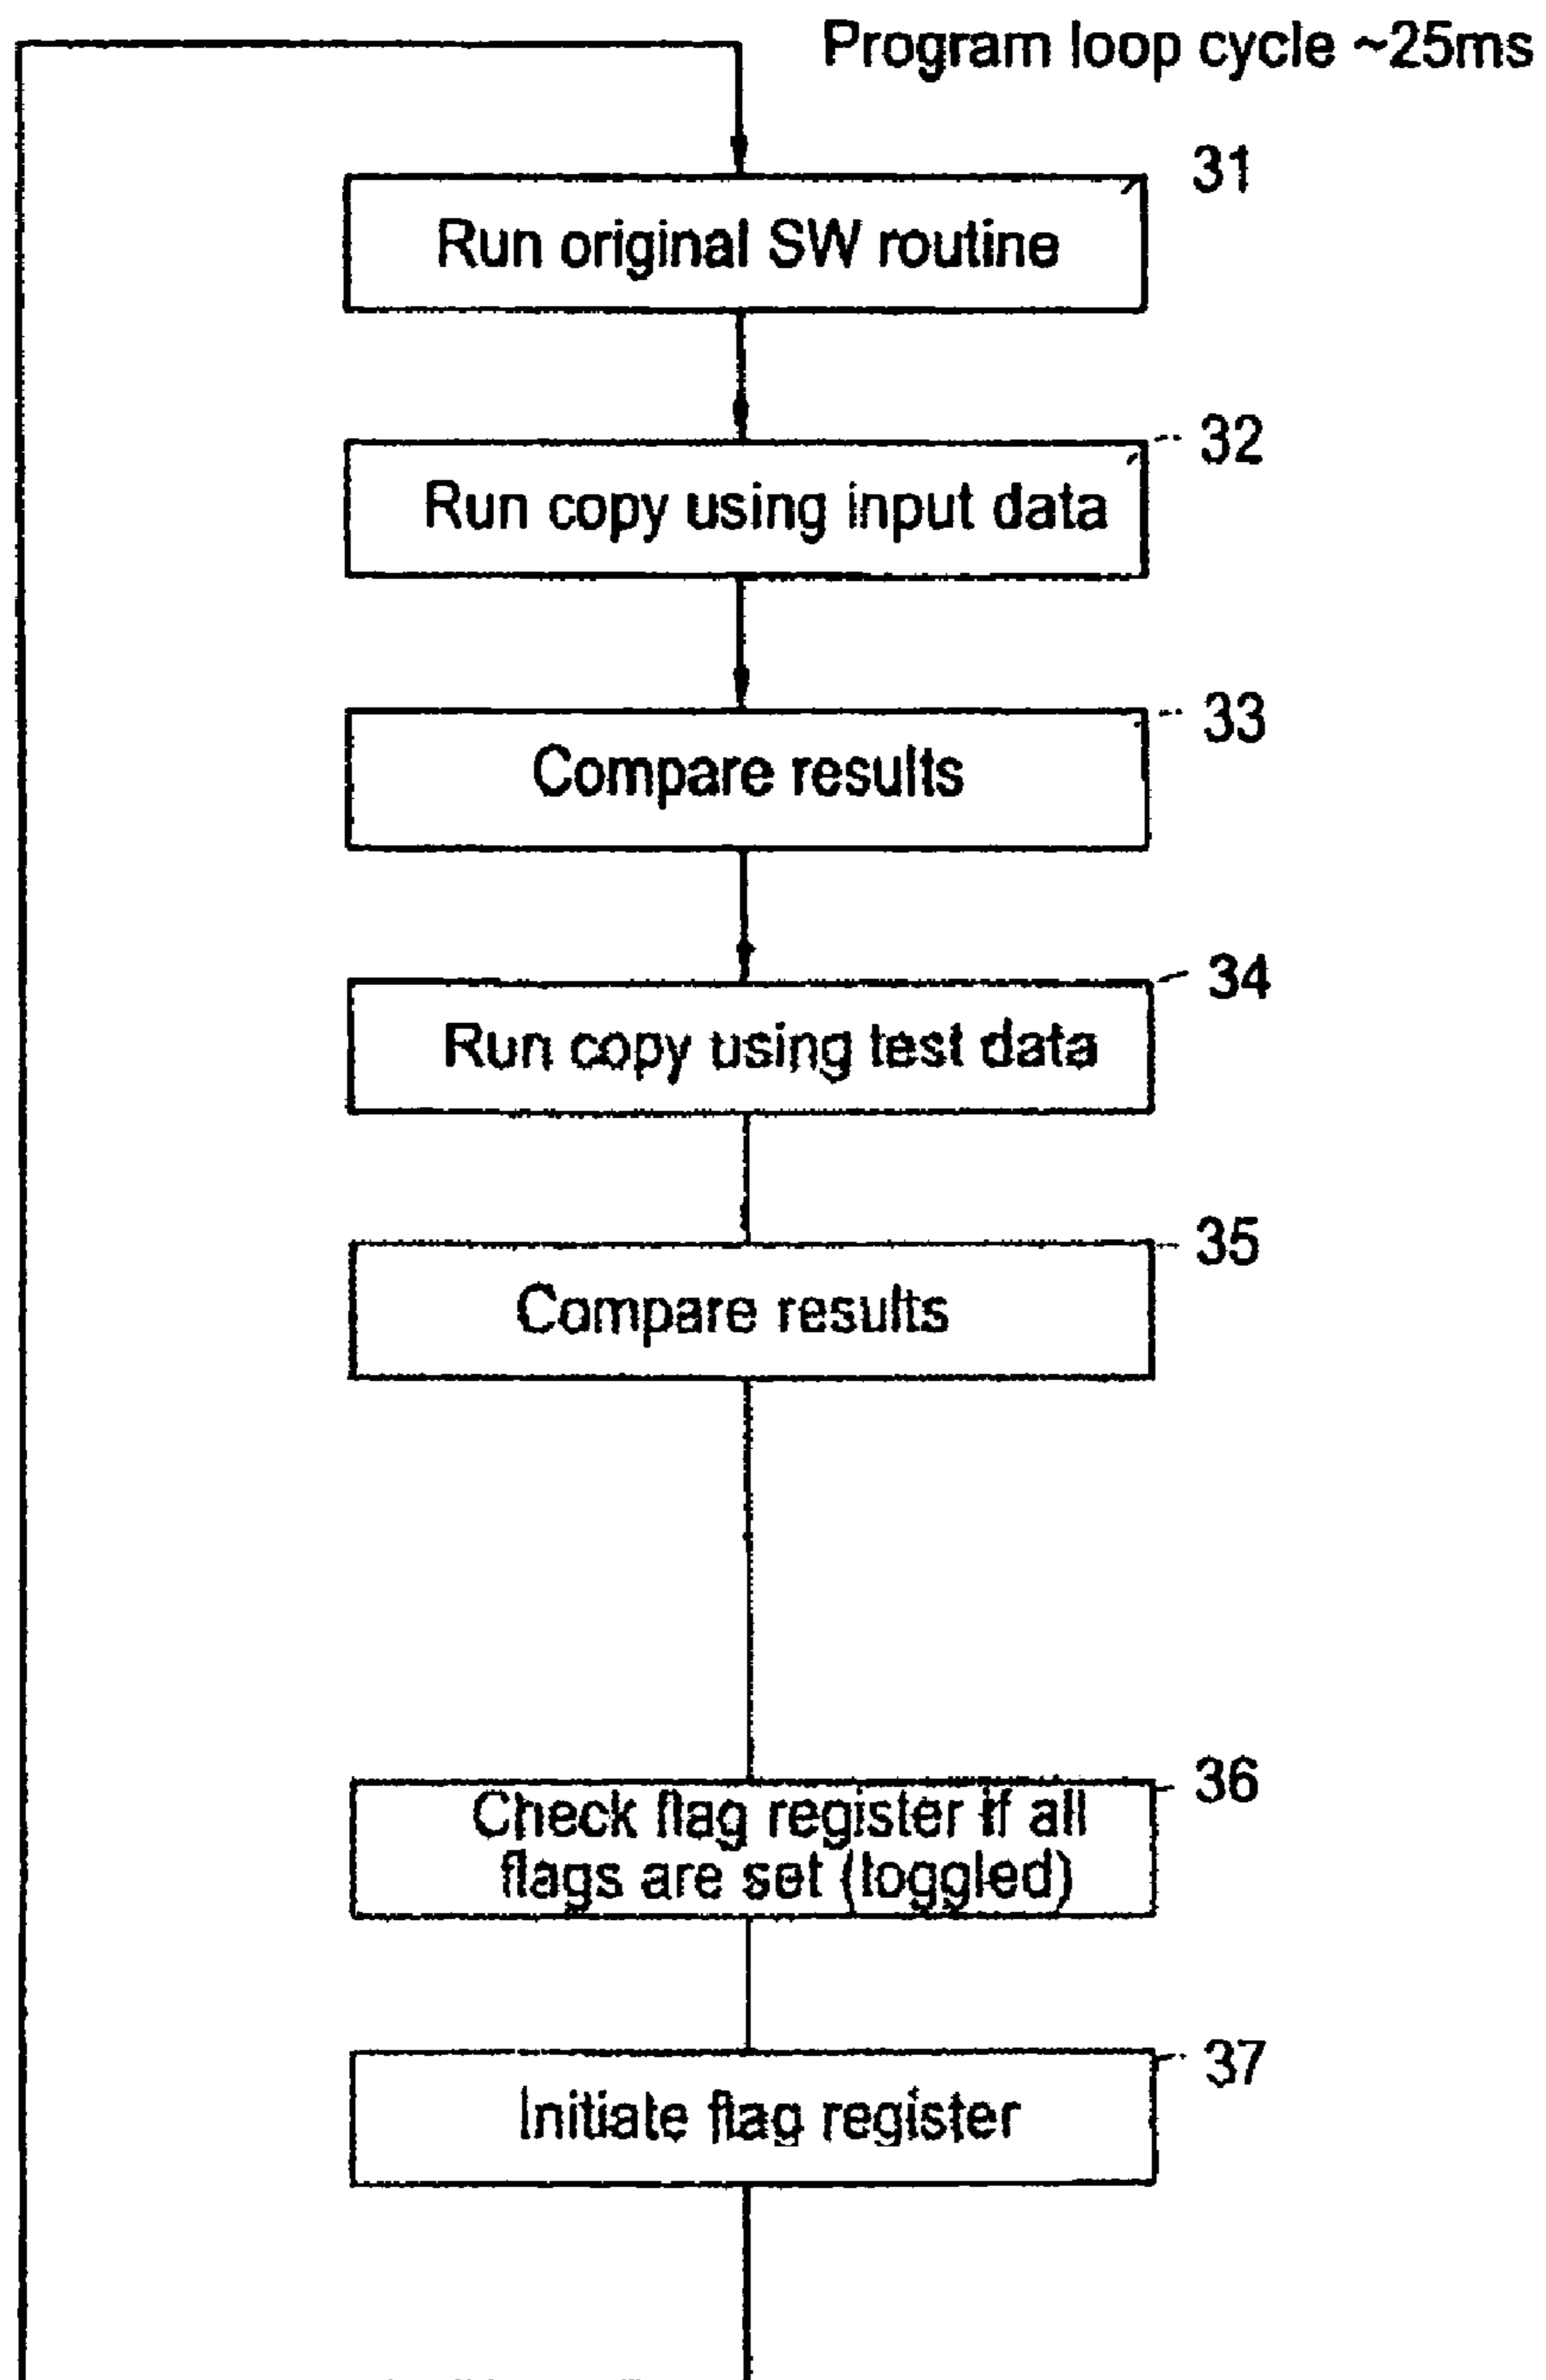 Program loop cycle ~25ms
31
Run original SW routine
32
Run copy using input data
33
Compare results
34
Run copy using test data
35
Compare results
36
Check flag register if all
flags are set (loggled)
37
Initiate flag register